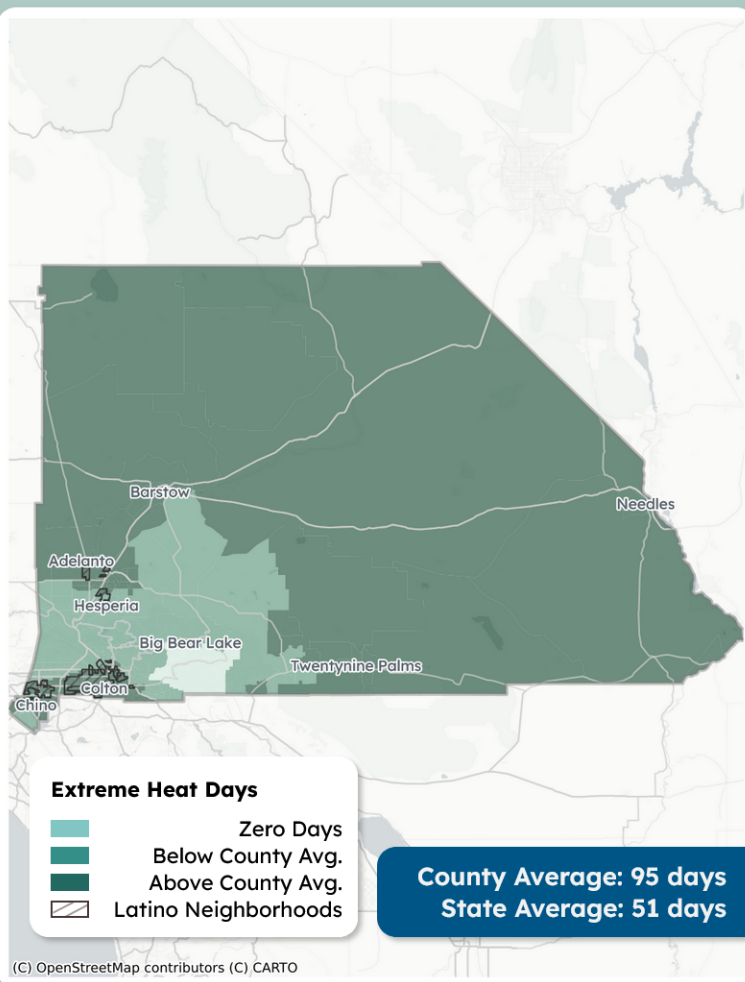 Barstow
Needles
Adelanto
Hesperia
Big Bear Lake
Twentynine Palms
Colton
Chino
Extreme Heat Days
Zero Days
Below County Avg.
Above County Avg.
Latino Neighborhoods
County Average: 95 days
State Average: 51 days
(C) OpenStreetMap contributors (C) CARTO